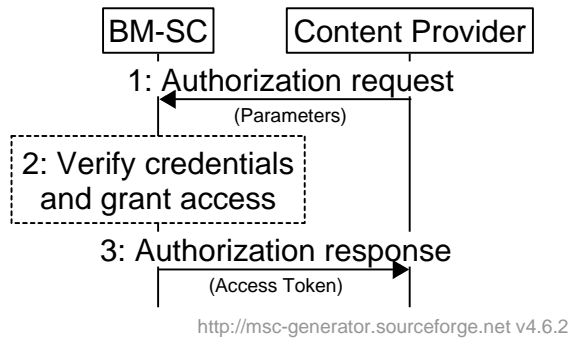 BM-SC Content Provider
1: Authorization request
(Parameters)
2: Verify credentials
and grant access
3: Authorization response
(Access Token)
http://msc-generator.sourceforge.net v4.6.2